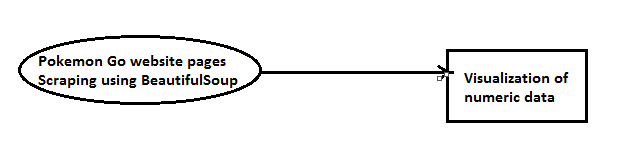 Pokemon Go website pages
Scraping using BeautifulSoup
Visualization of
numeric data